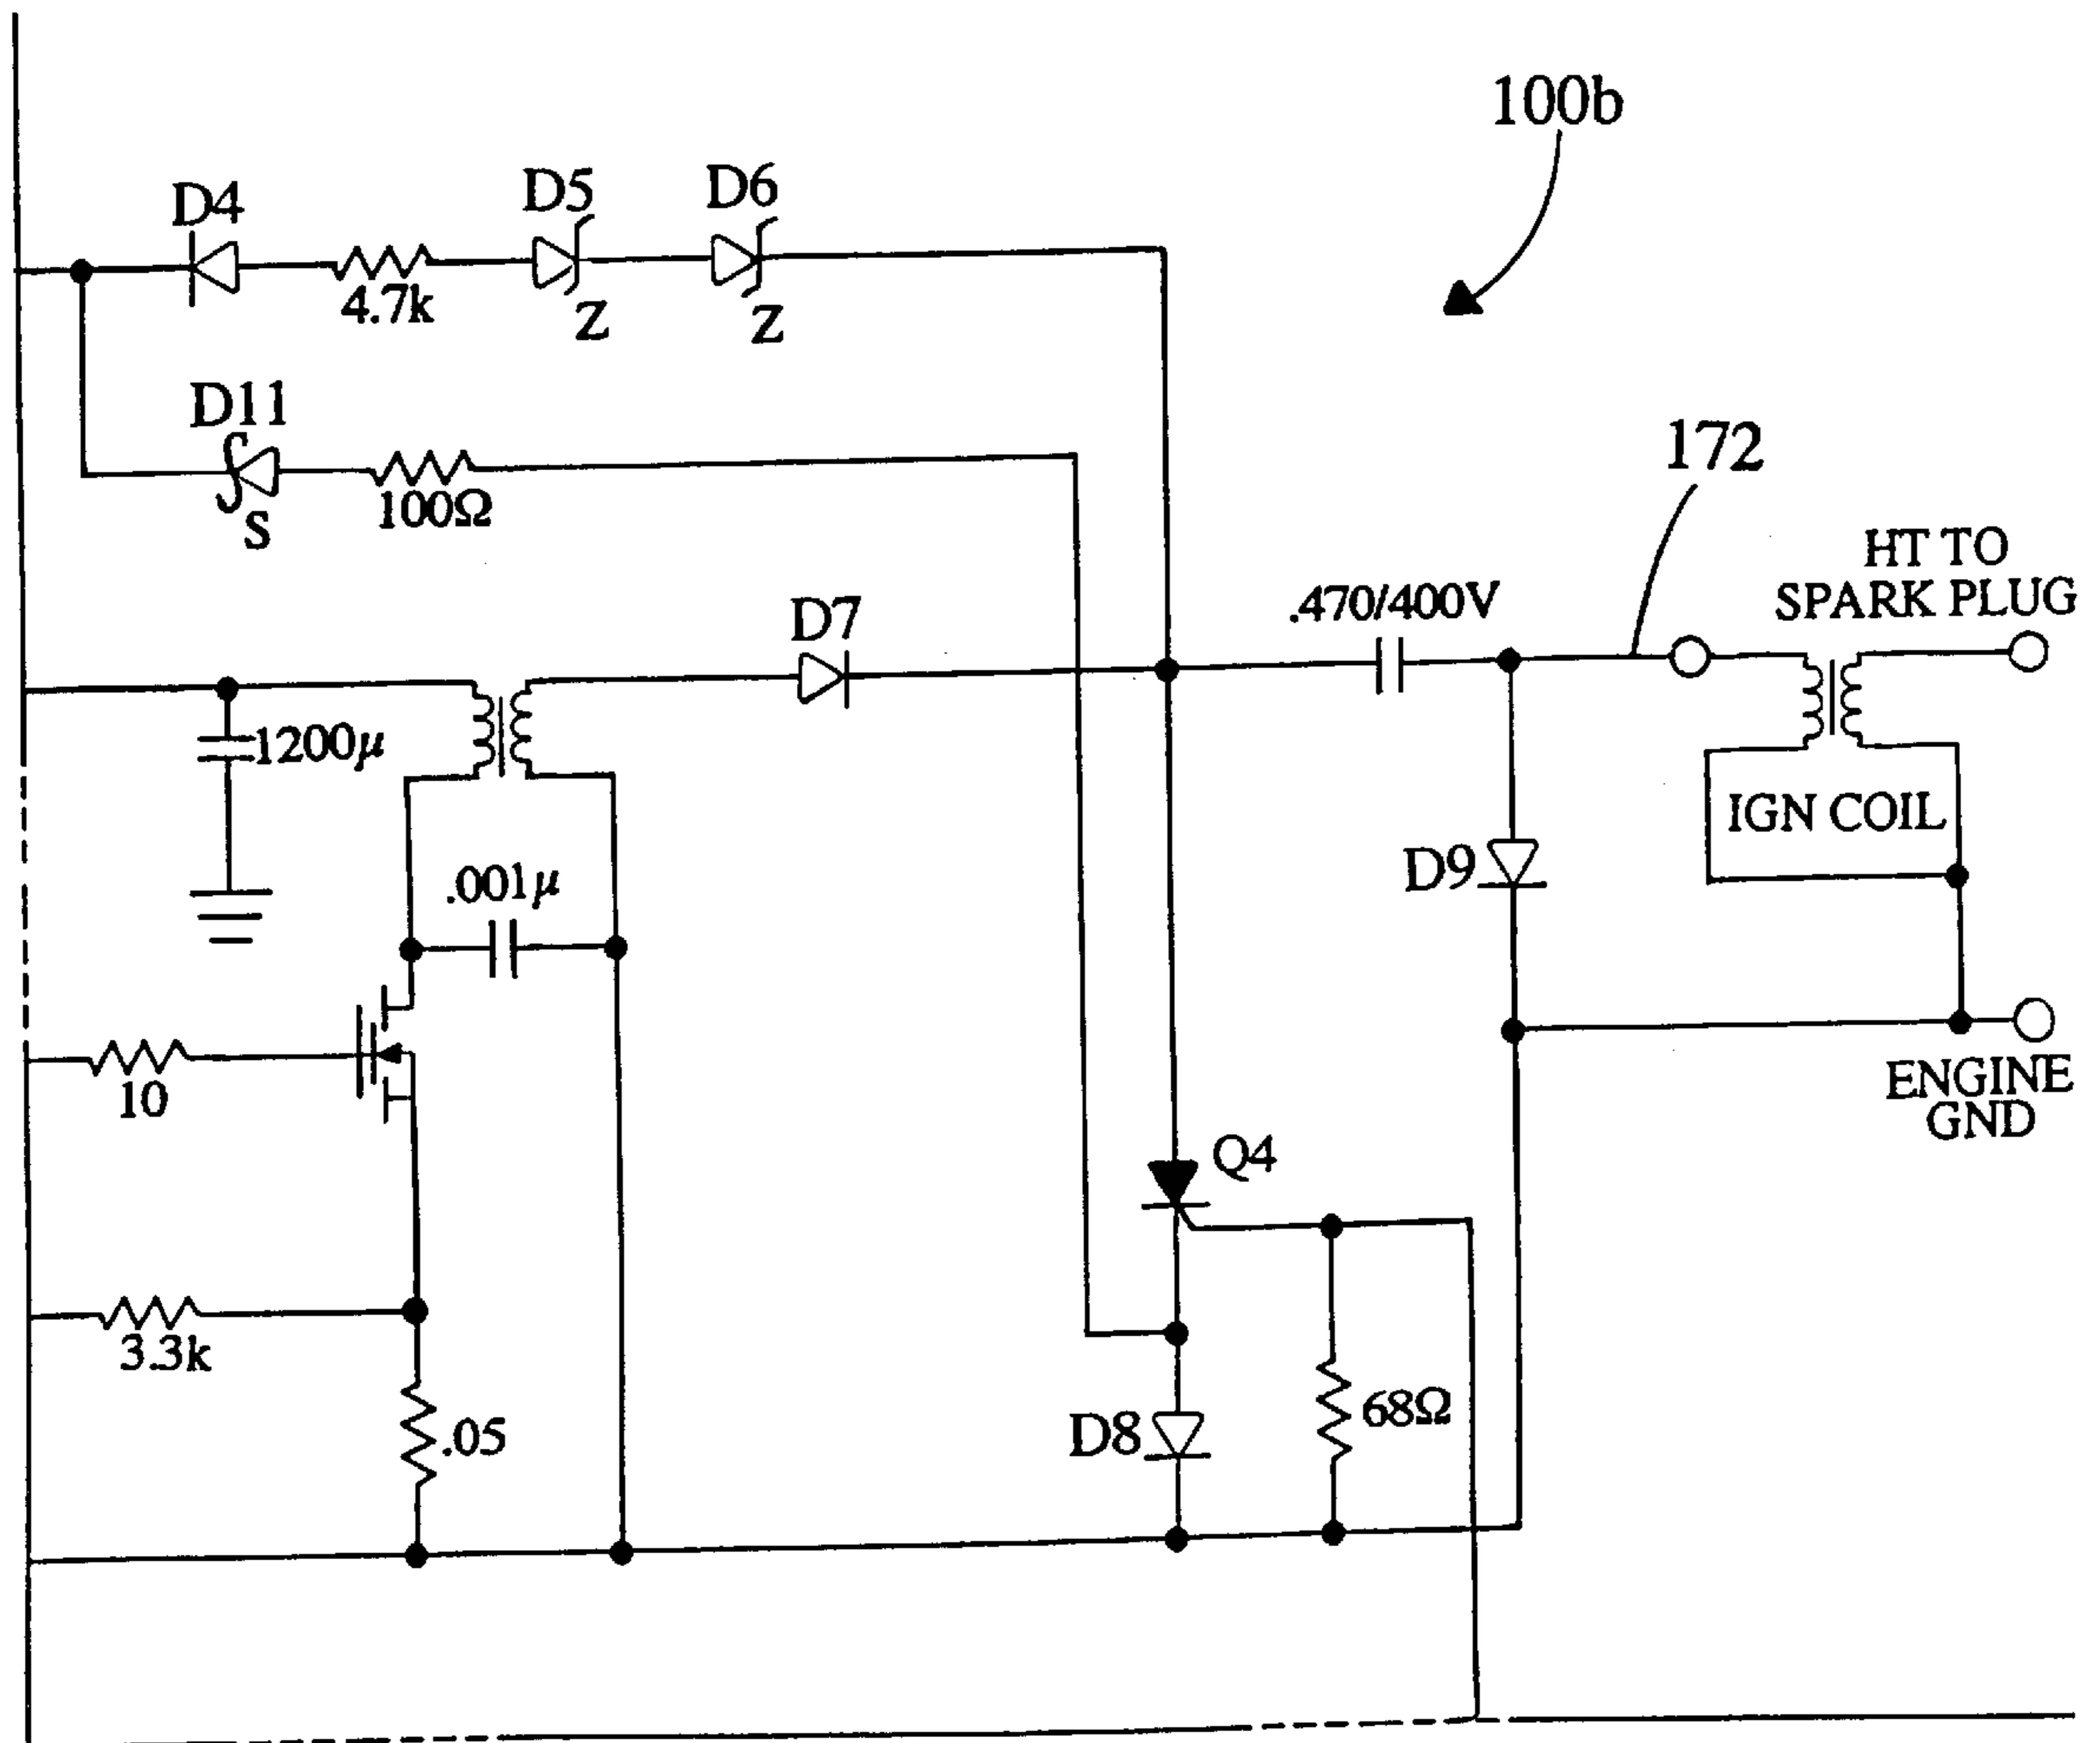 100b
D4
D5
D6
4.7k
Z
Z
D11
S
100Ω
172
HT TO
SPARK PLUG
D7
.470/400V
1200µ
IGN COIL
D9
.001µ
10
ENGINE
GND
Q4
3.3k
.05
D8
68Ω